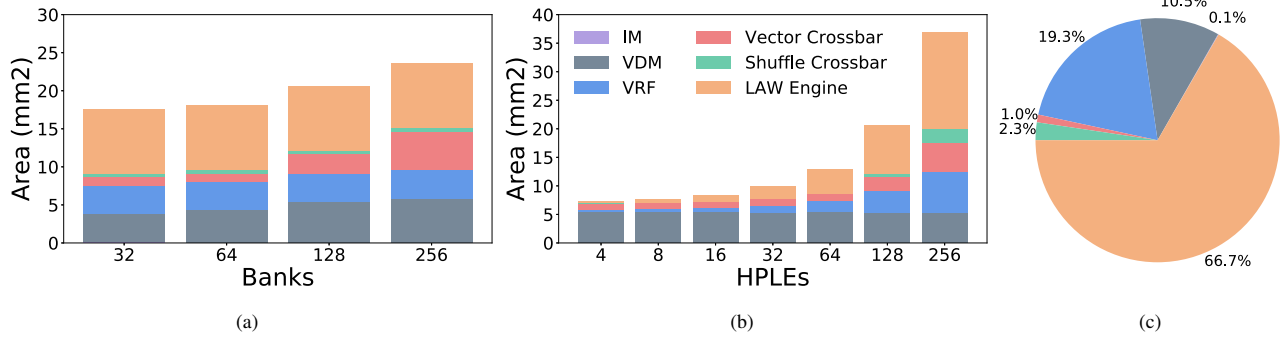 30
25
20
15
10
5
0
Area (mm2)
32 64 128 256
Banks
(a)
40
35
30
25
20
15
10
5
0
Area (mm2)
IM
VDM
VRF
Vector Crossbar
Shuffle Crossbar
LAW Engine
4 8 16 32 64 128 256
HPLEs
(b)
10.5%
0.1%
19.3%
1.0%
2.3%
66.7%
(c)